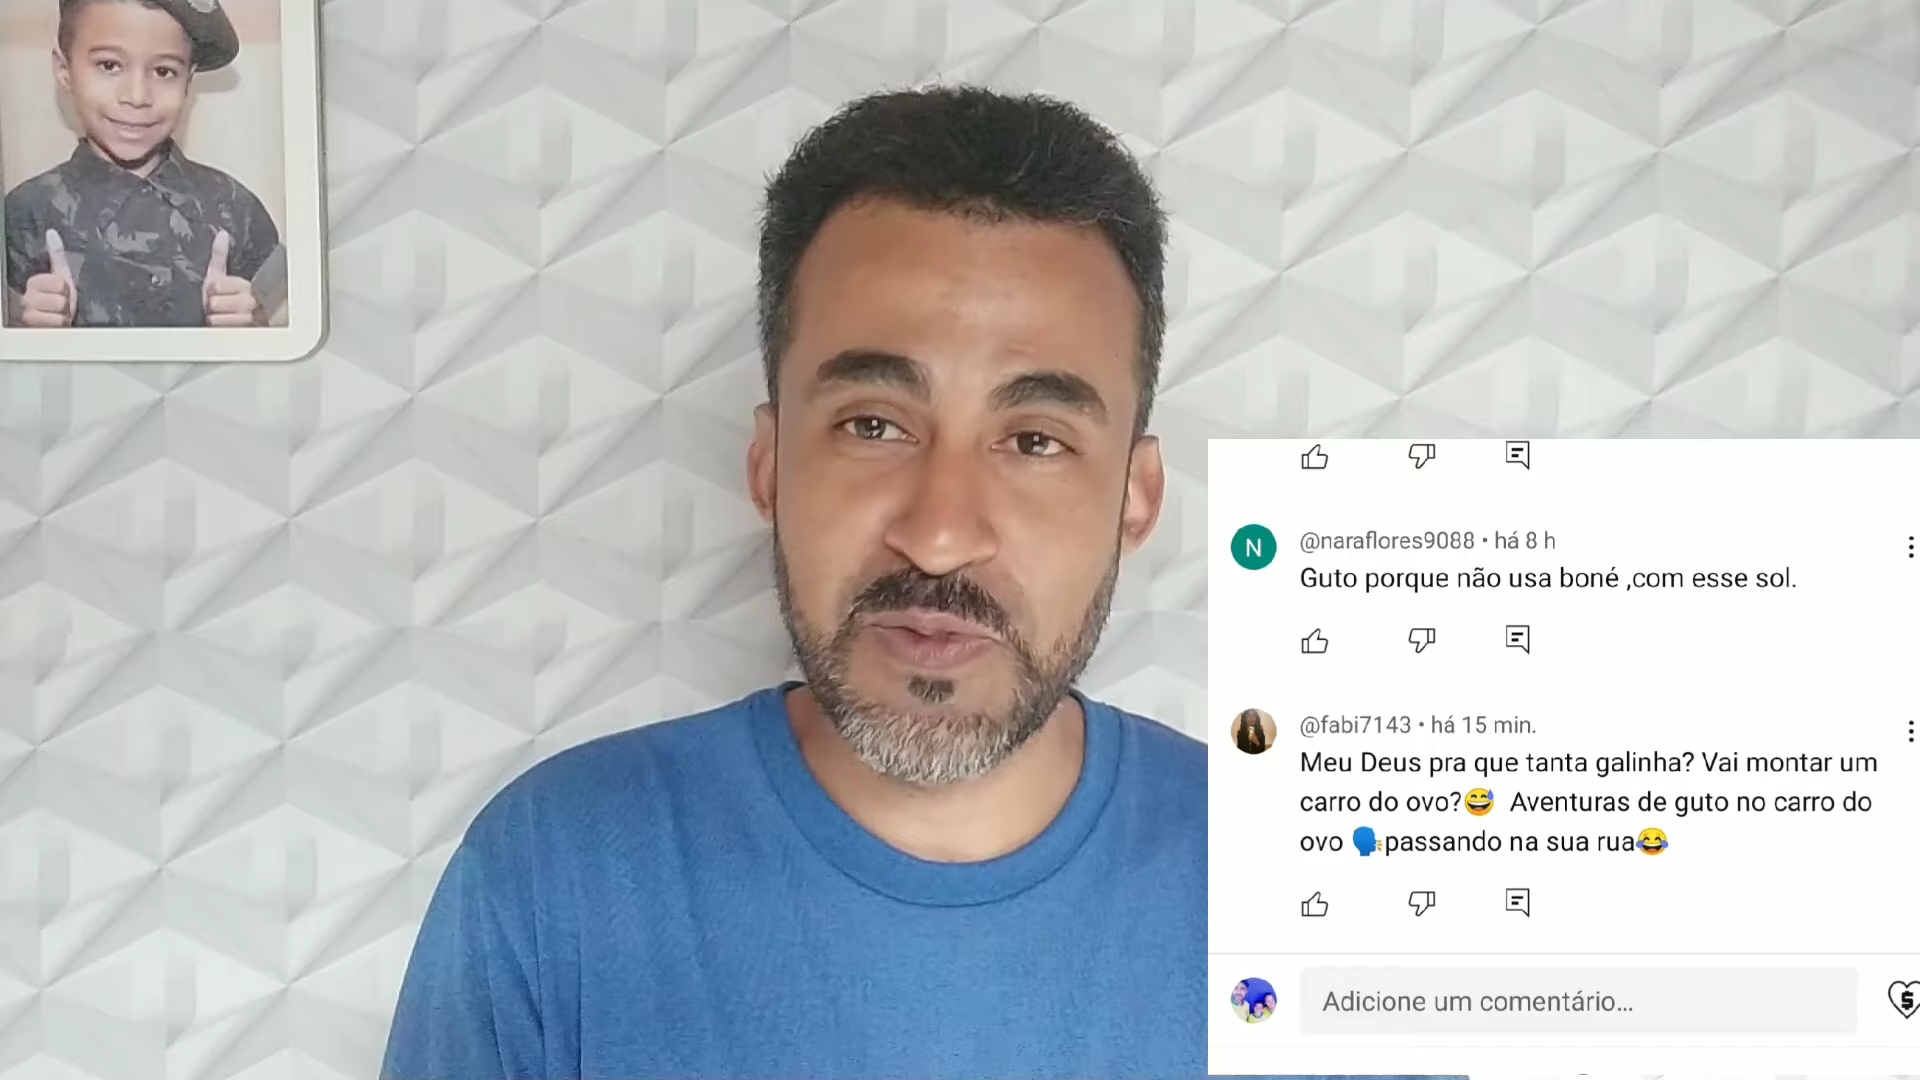 N
@naraflores9088 • há 8 h
Guto porque não usa boné ,com esse sol.
@fabi7143 • há 15 min.
Meu Deus pra que tanta galinha? Vai montar um
carro do ovo?😅 Aventuras de guto no carro do
ovo 🗣️passando na sua rua😂
Adicione um comentário...
$